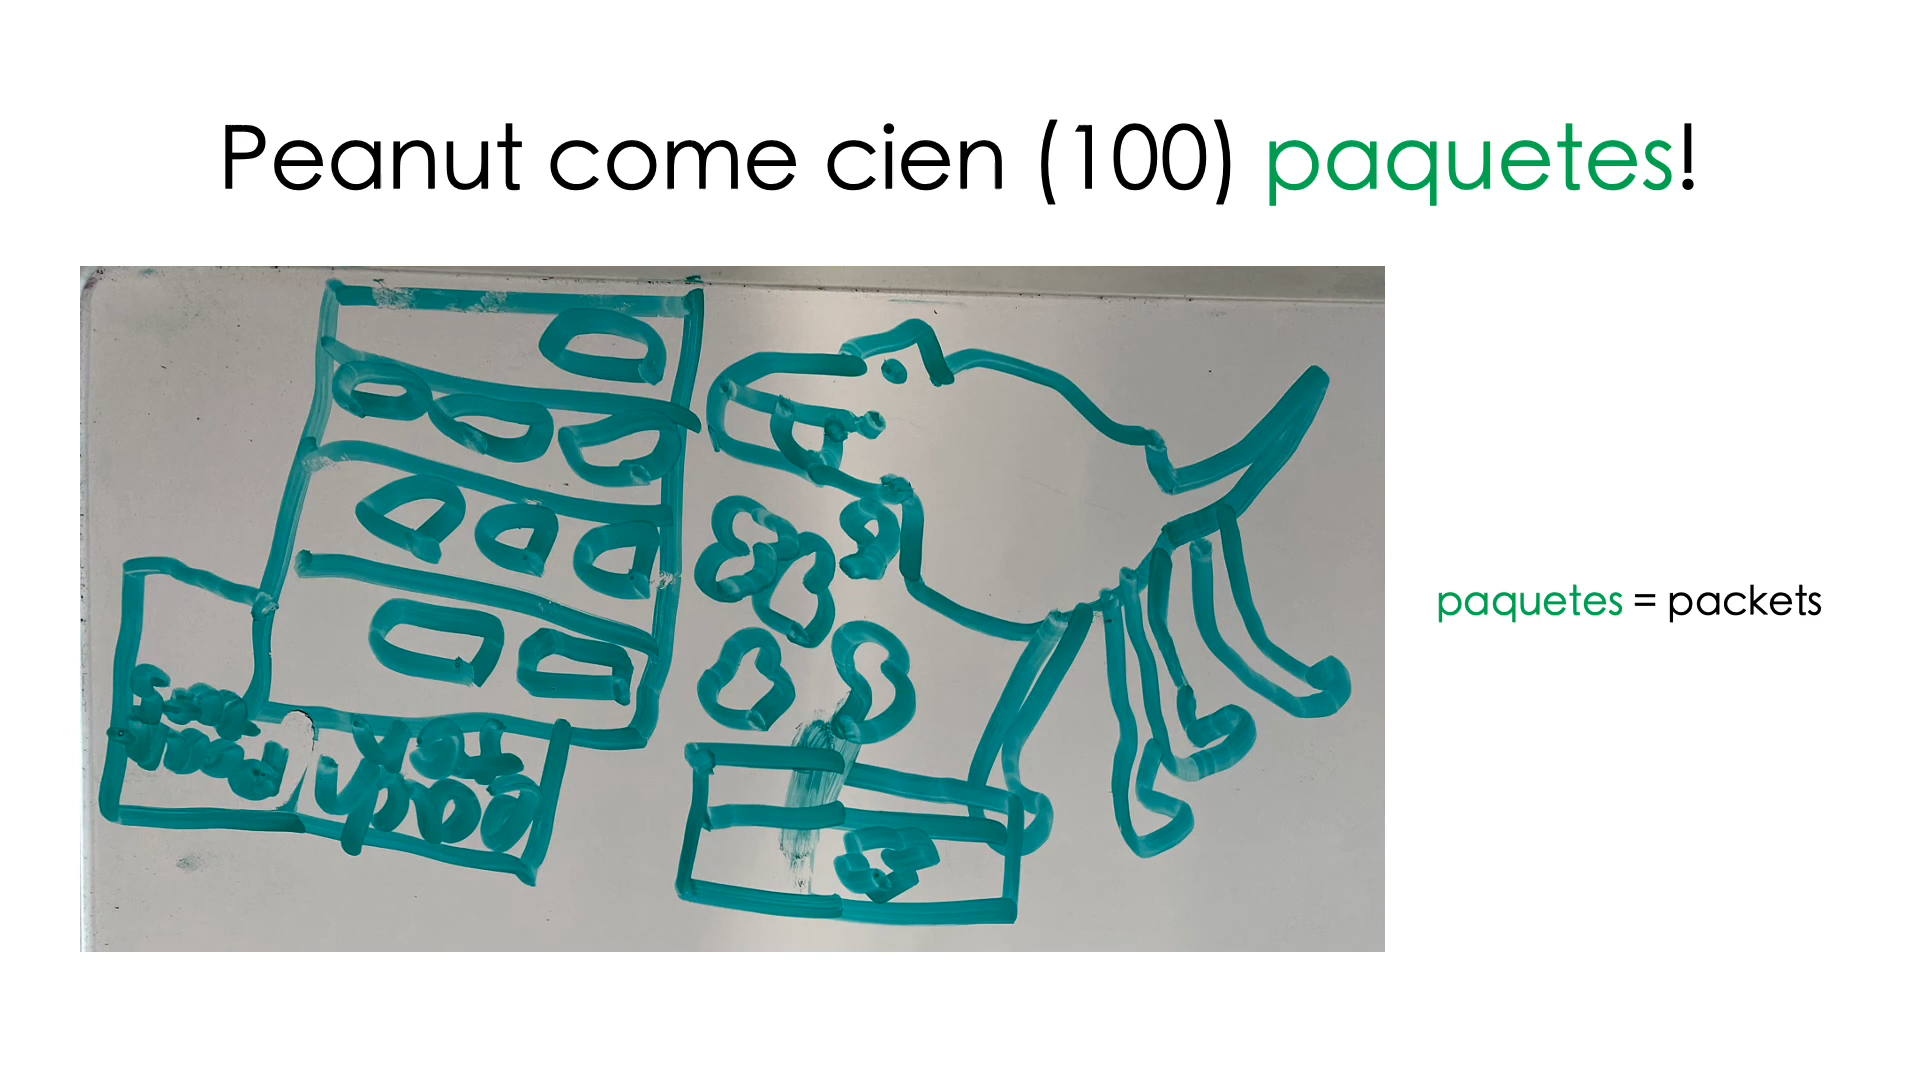 Peanut come cien (100) paquetes!
paquetes = packets